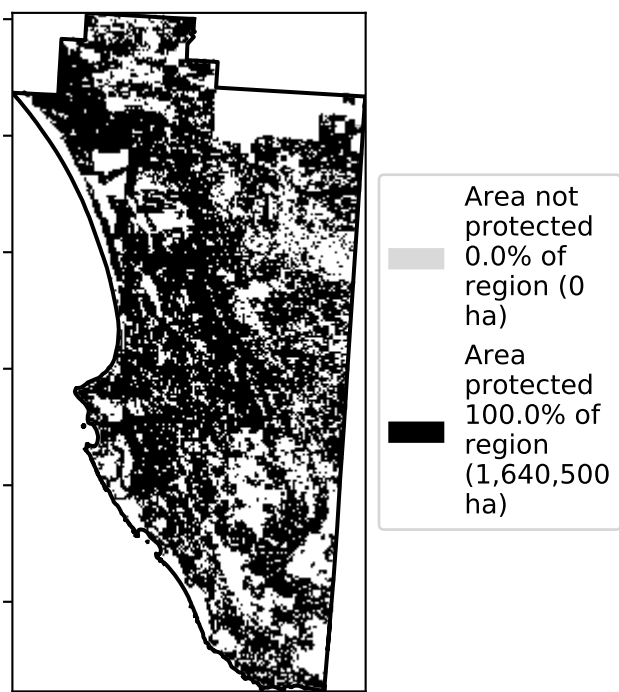 Area not
protected
0.0% of
region (0
ha)
Area
protected
100.0% of
region
(1,640,500
ha)